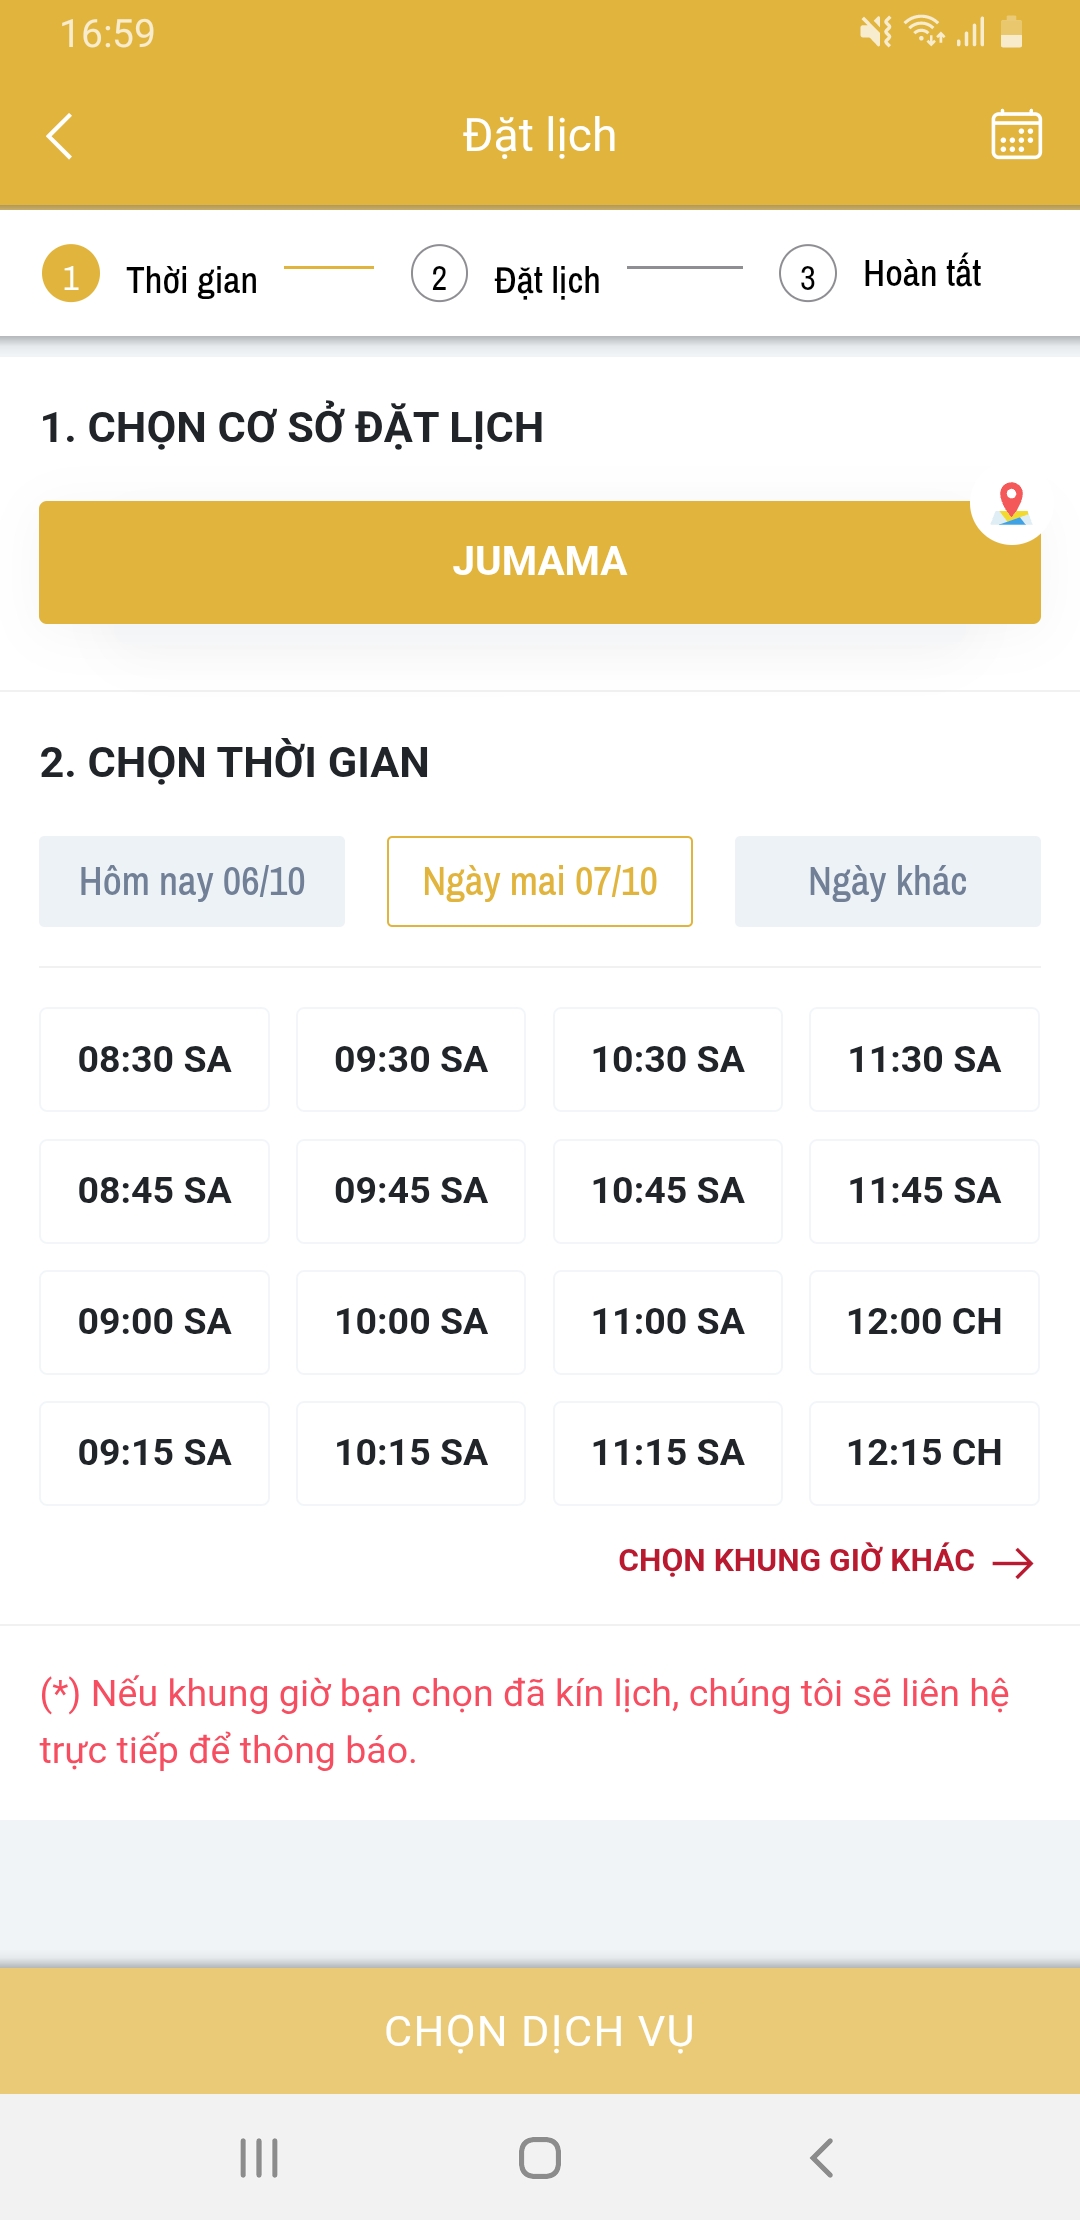 16:59
Đặt lịch
1 Thời gian 2 Đặt lịch 3 Hoàn tất
1. CHỌN CƠ SỞ ĐẶT LỊCH
JUMAMA
2. CHỌN THỜI GIAN
Hôm nay 06/10 Ngày mai 07/10 Ngày khác
08:30 SA 09:30 SA 10:30 SA 11:30 SA
08:45 SA 09:45 SA 10:45 SA 11:45 SA
09:00 SA 10:00 SA 11:00 SA 12:00 CH
09:15 SA 10:15 SA 11:15 SA 12:15 CH
CHỌN KHUNG GIỜ KHÁC
(*) Nếu khung giờ bạn chọn đã kín lịch, chúng tôi sẽ liên hệ
trực tiếp để thông báo.
CHỌN DỊCH VỤ